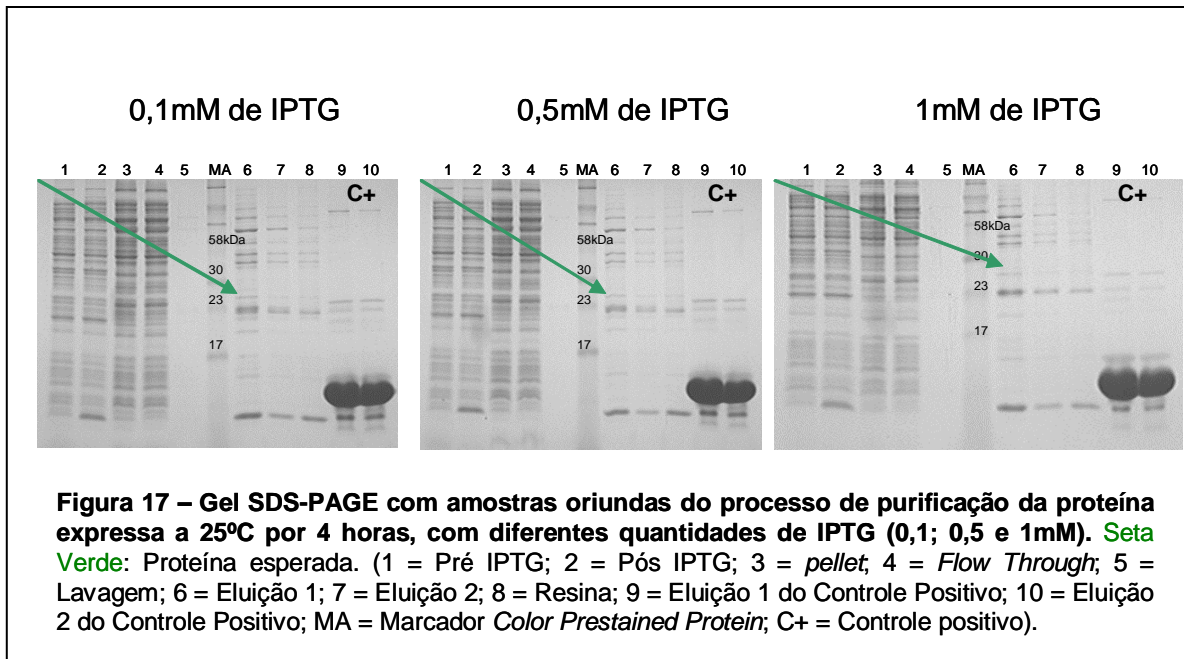 0,1mM de IPTG
0,5mM de IPTG
1mM de IPTG
1 2 3 4 5 MA 6 7 8 9 10
C+
58kDa
30
23
17
1 2 3 4 5 MA 6 7 8 9 10
C+
58kDa
30
23
17
1 2 3 4 5 MA 6 7 8 9 10
C+
58kDa
30
23
17
Figura 17 – Gel SDS-PAGE com amostras oriundas do processo de purificação da proteína
expressa a 25ºC por 4 horas, com diferentes quantidades de IPTG (0,1; 0,5 e 1mM). Seta
Verde: Proteína esperada. (1 = Pré IPTG; 2 = Pós IPTG; 3 = pellet; 4 = Flow Through; 5 =
Lavagem; 6 = Eluição 1; 7 = Eluição 2; 8 = Resina; 9 = Eluição 1 do Controle Positivo; 10 = Eluição
2 do Controle Positivo; MA = Marcador Color Prestained Protein; C+ = Controle positivo).